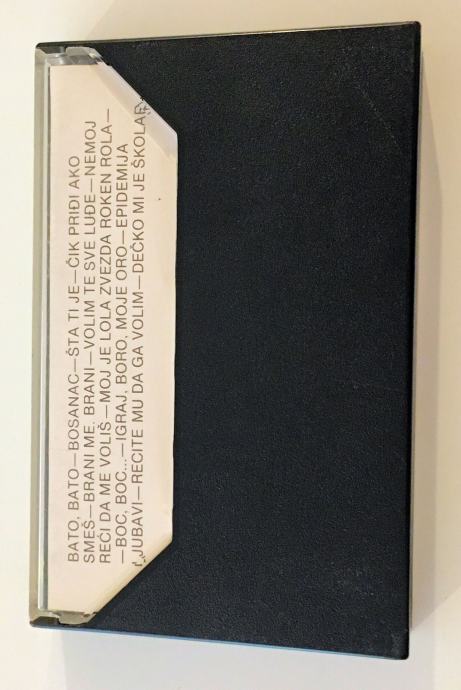 BATO, BATO—BOSANAC—ŠTA TI JE—ČIK PRIĐI AKO
SMEŠ—BRANI ME, BRANI—VOLIM TE SVE LUĐE—NEMOJ
REĆI DA ME VOLIŠ—MOJ JE LOLA ZVEZDA ROKEN ROLA—
—BOC, BOC...—IGRAJ, BORO, MOJE ORO—EPIDEMIJA
LJUBAVI—RECITE MU DA GA VOLIM—DEČKO MI JE ŠKOLARAC